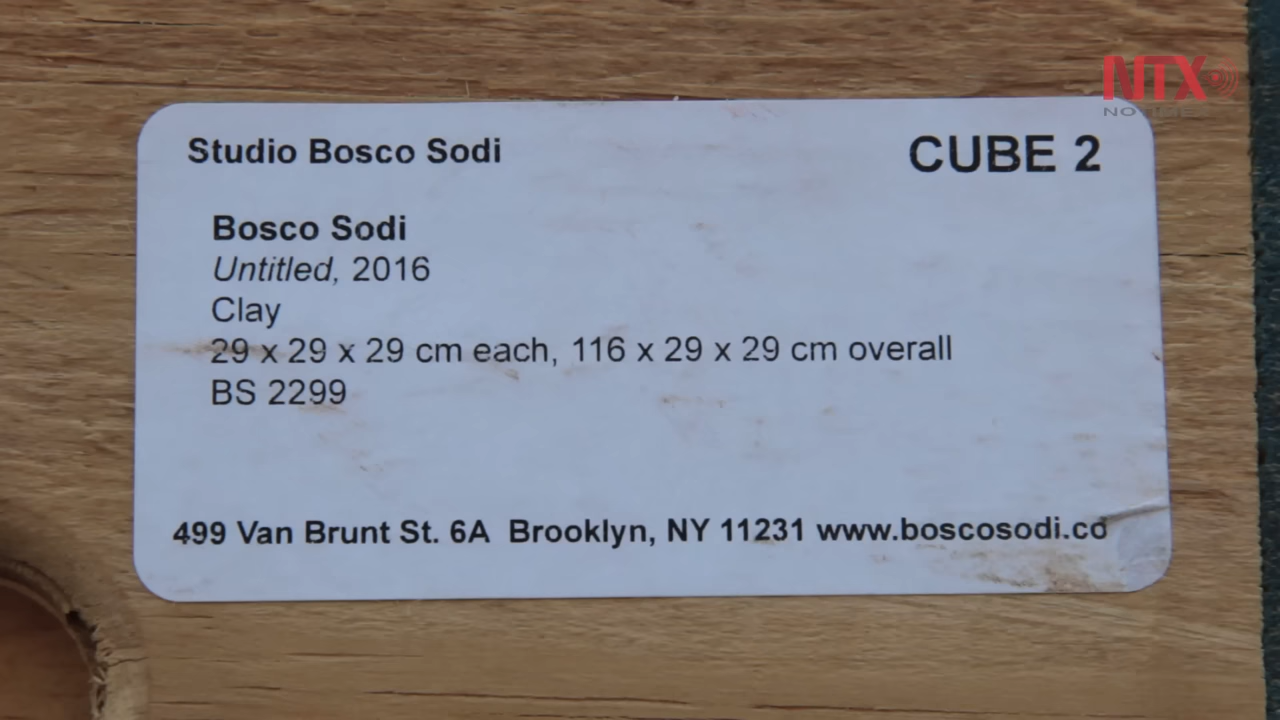 NTX
Studio Bosco Sodi
CUBE 2
Bosco Sodi
Untitled, 2016
Clay
29 x 29 x 29 cm each, 116 x 29 x 29 cm overall
BS 2299
499 Van Brunt St. 6A Brooklyn, NY 11231 www.boscosodi.co